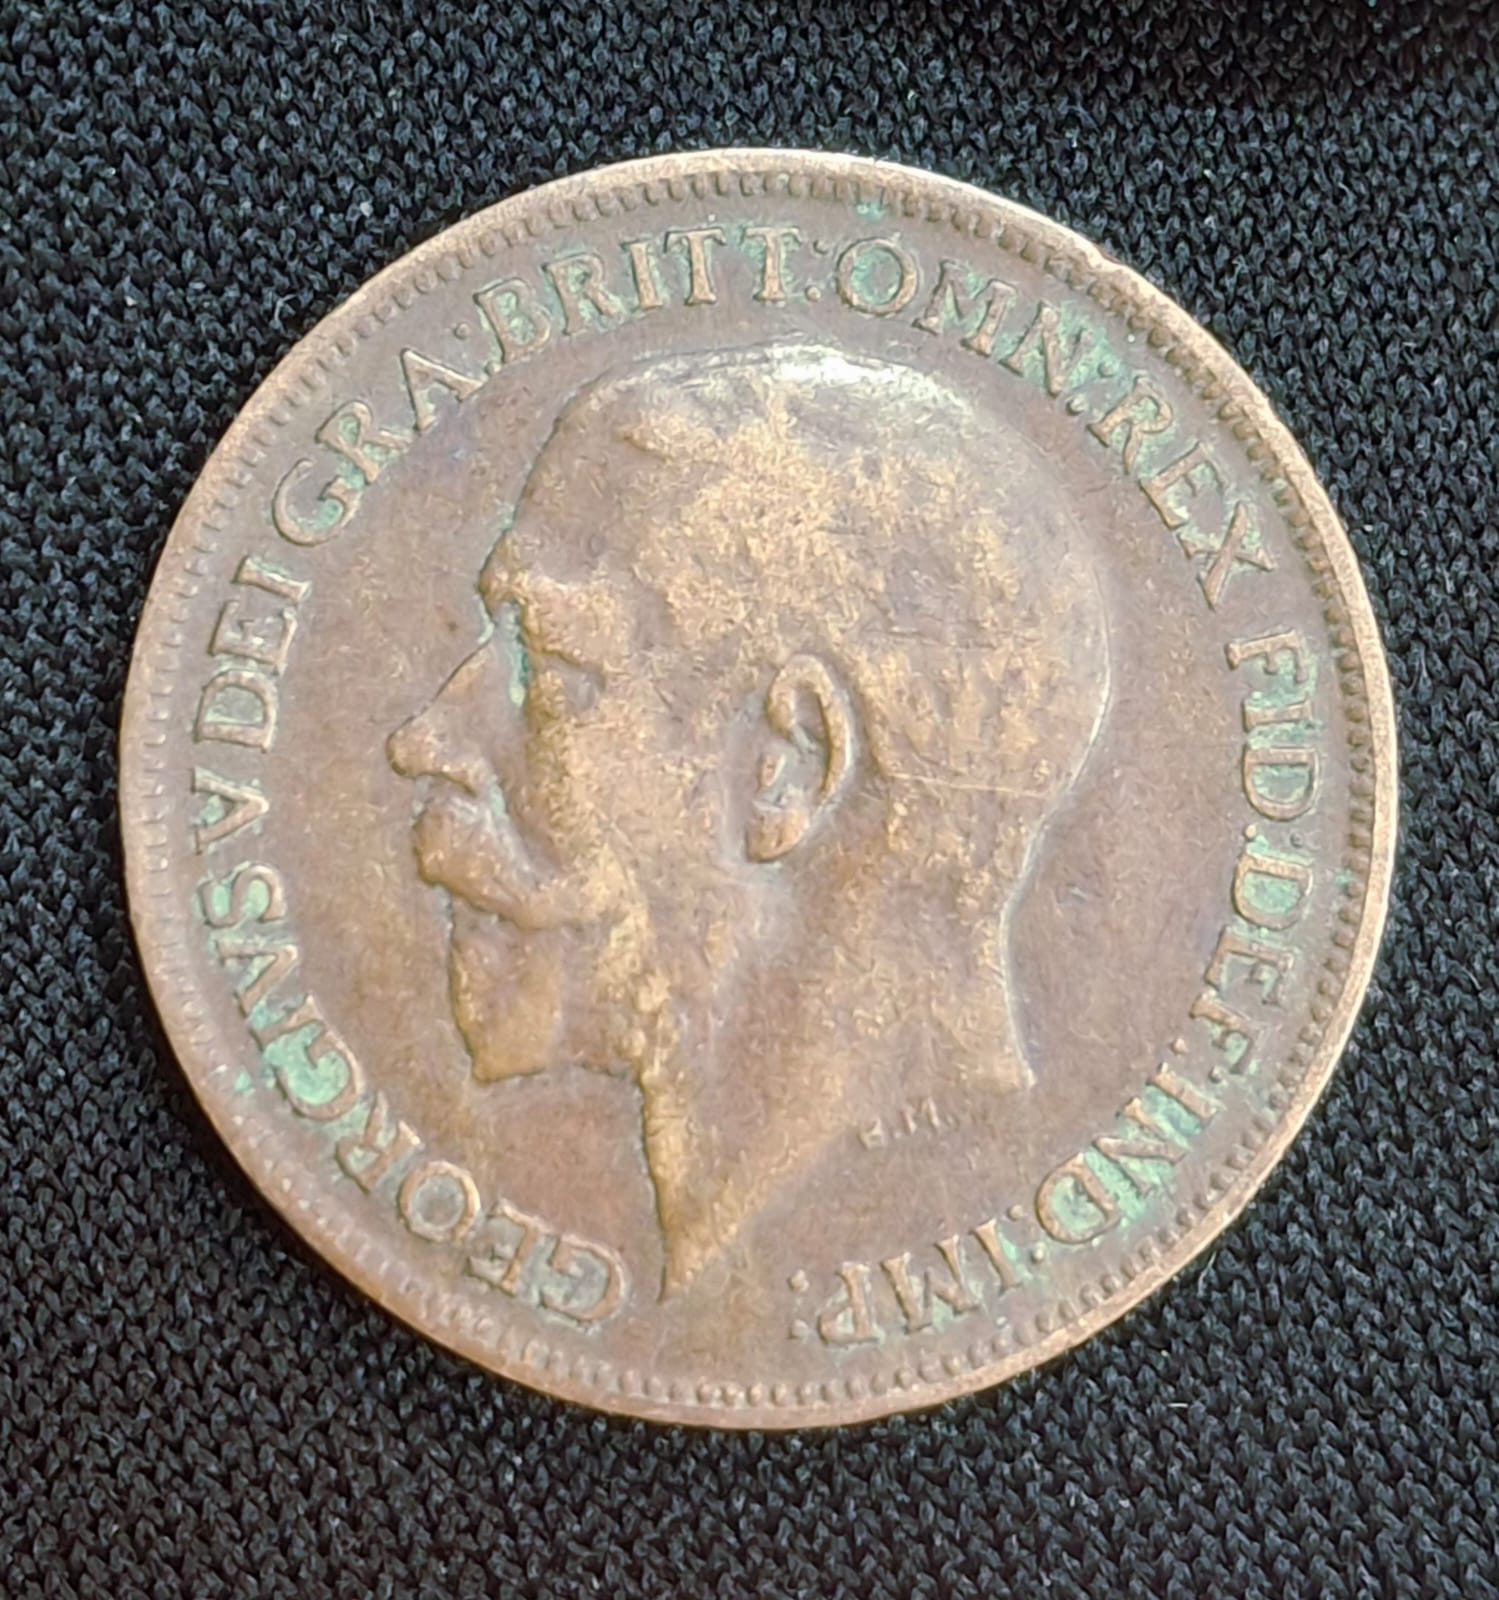 GEORGIVS V DEI GRA: BRITT: OMN: REX FID: DEF: IND: IMP:
B.M.